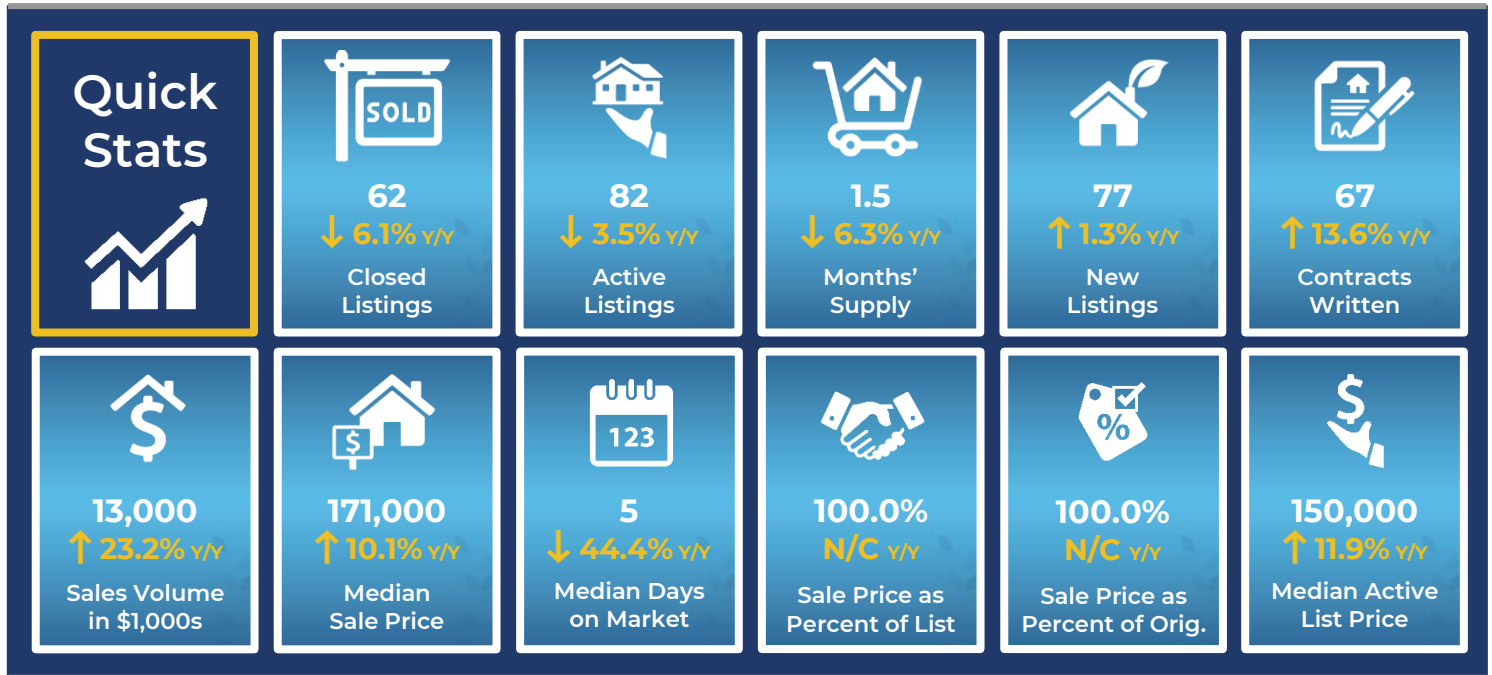 Quick
Stats
SOLD
62
↓ 6.1% Y/Y
Closed
Listings
82
↓ 3.5% Y/Y
Active
Listings
1.5
↓ 6.3% Y/Y
Months’
Supply
77
↑ 1.3% Y/Y
New
Listings
67
↑ 13.6% Y/Y
Contracts
Written
$
13,000
↑ 23.2% Y/Y
Sales Volume
in $1,000s
$
171,000
↑ 10.1% Y/Y
Median
Sale Price
123
5
↓ 44.4% Y/Y
Median Days
on Market
100.0%
N/C Y/Y
Sale Price as
Percent of List
%
100.0%
N/C Y/Y
Sale Price as
Percent of Orig.
$
150,000
↑ 11.9% Y/Y
Median Active
List Price